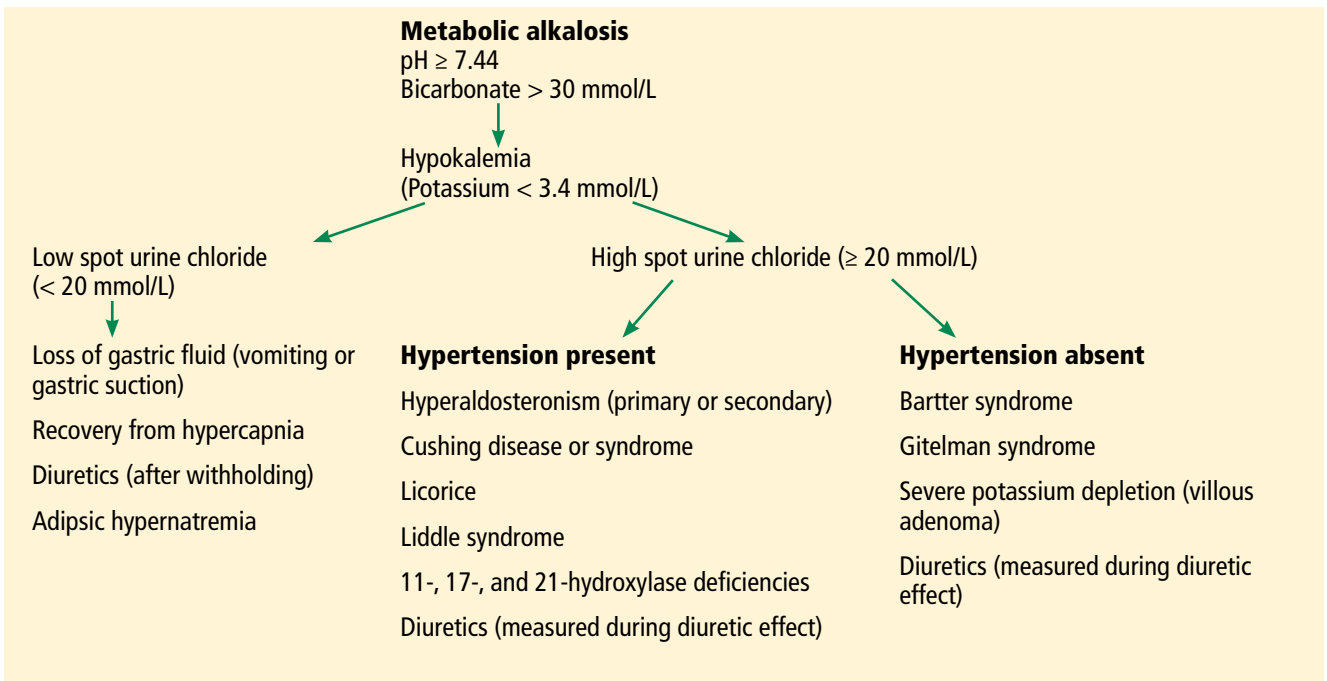 Metabolic alkalosis
pH ≥ 7.44
Bicarbonate > 30 mmol/L
Hypokalemia
(Potassium < 3.4 mmol/L)
Low spot urine chloride
(< 20 mmol/L)
High spot urine chloride (≥ 20 mmol/L)
Loss of gastric fluid (vomiting or
gastric suction)
Recovery from hypercapnia
Diuretics (after withholding)
Adipsic hypernatremia
Hypertension present
Hyperaldosteronism (primary or secondary)
Cushing disease or syndrome
Licorice
Liddle syndrome
11-, 17-, and 21-hydroxylase deficiencies
Diuretics (measured during diuretic effect)
Hypertension absent
Bartter syndrome
Gitelman syndrome
Severe potassium depletion (villous
adenoma)
Diuretics (measured during diuretic
effect)